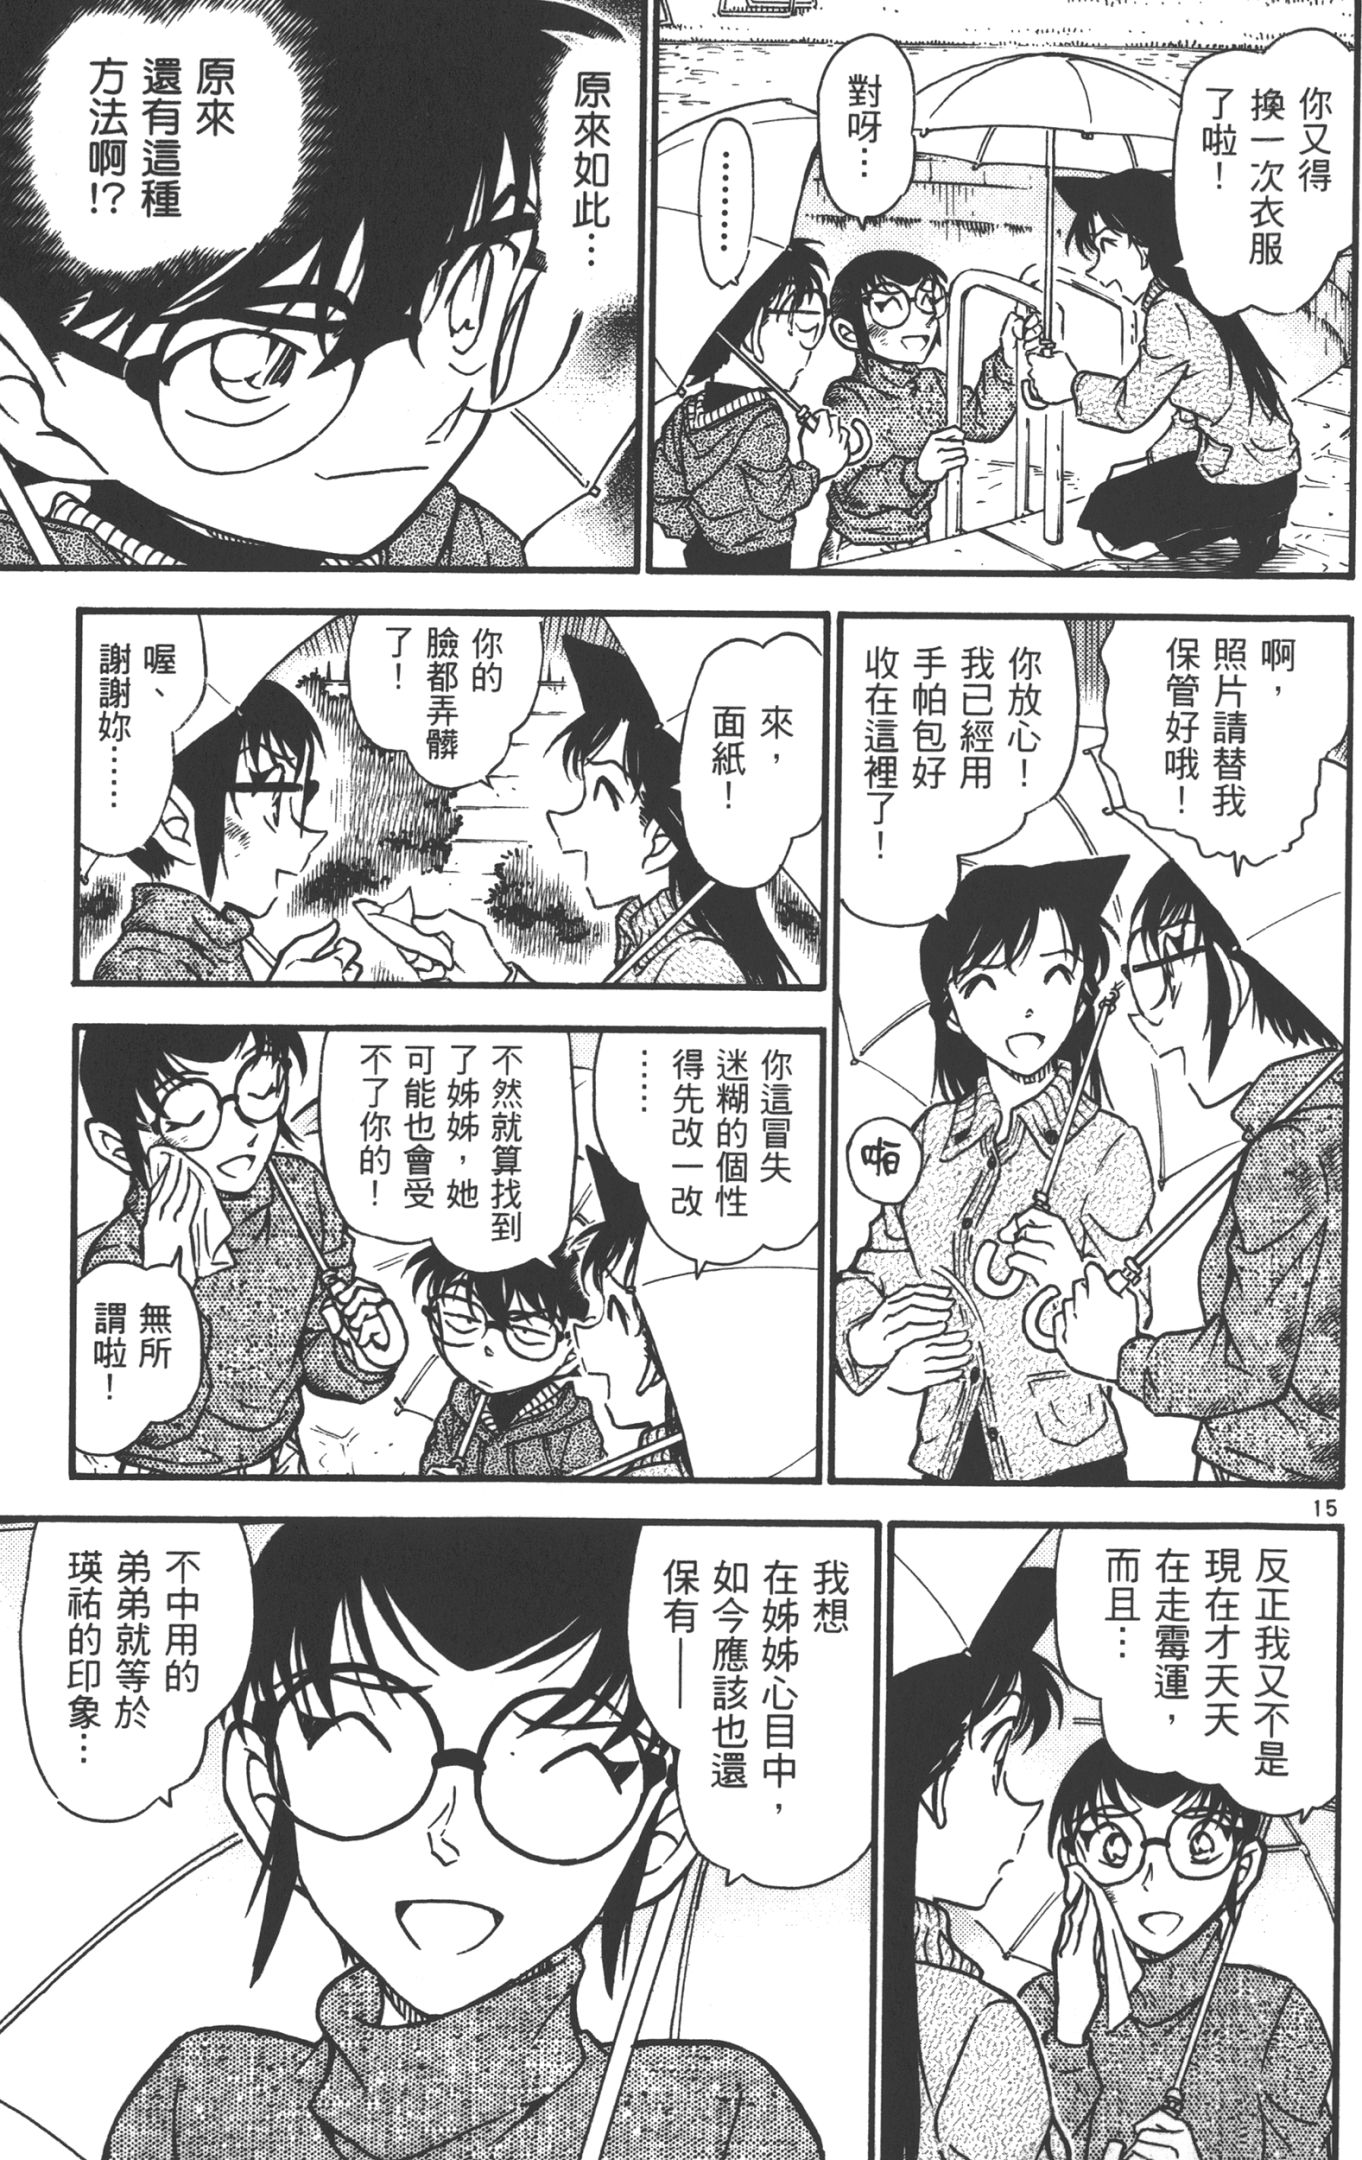 你又得
換一次衣服
了啦！
對呀…
………
原來如此…
原來
還有這種
方法啊!?
啊，
照片請替我
保管好哦！
你放心！
我已經用
手帕包好
收在這裡了！
啪
來，
面紙！
你的
臉都弄髒
了！
喔、
謝謝妳……
你這冒失
迷糊的個性
得先改一改
……
不然就算找到
了姊姊，她
可能也會受
不了你的！
無所
謂啦！
15
反正我又不是
現在才天天
在走霉運，
而且…
我想
在姊姊心目中，
如今應該也還
保有——
不中用的
弟弟就等於
瑛祐的印象…